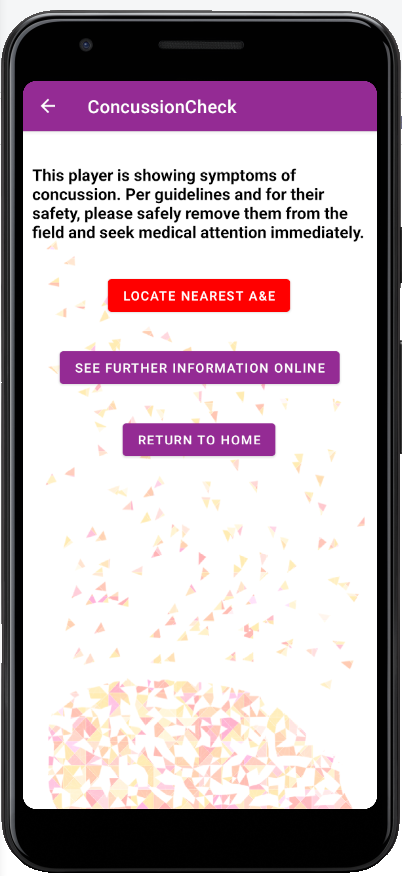 ConcussionCheck
This player is showing symptoms of
concussion. Per guidelines and for their
safety, please safely remove them from the
field and seek medical attention immediately.
LOCATE NEAREST A&E
SEE FURTHER INFORMATION ONLINE
RETURN TO HOME